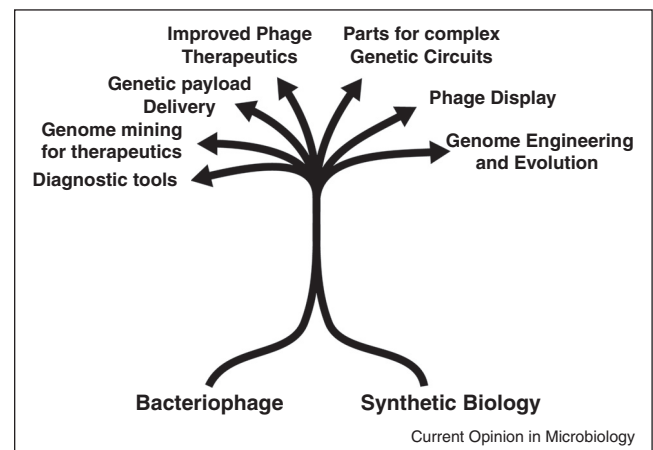 Improved Phage
Therapeutics
Parts for complex
Genetic Circuits
Genetic payload
Delivery
Phage Display
Genome mining
for therapeutics
Genome Engineering
and Evolution
Diagnostic tools
Bacteriophage
Synthetic Biology
Current Opinion in Microbiology